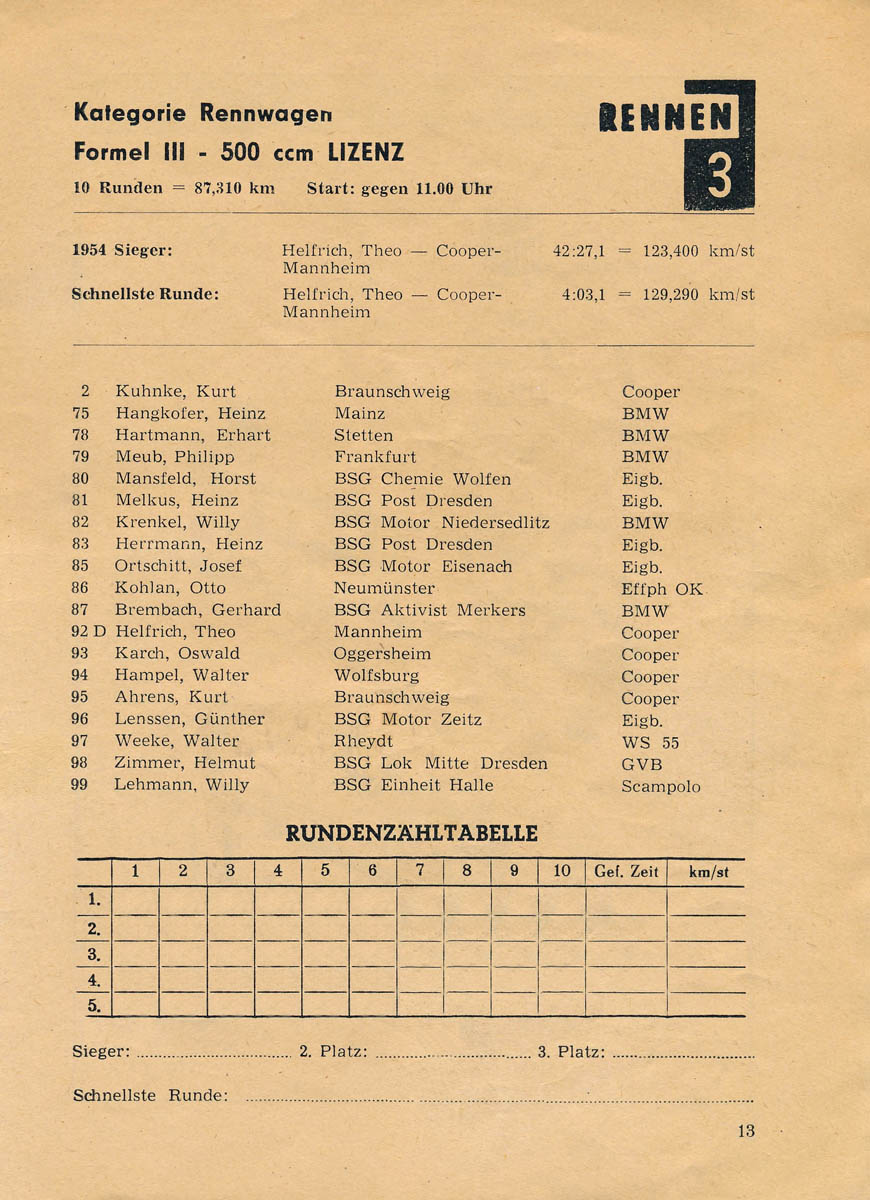 Kategorie Rennwagen
Formel III - 500 ccm LIZENZ
10 Runden = 87,310 km Start: gegen 11.00 Uhr
RENNEN
3
1954 Sieger: Helfrich, Theo — Cooper- 42:27,1 = 123,400 km/st
Mannheim
Schnellste Runde: Helfrich, Theo — Cooper- 4:03,1 = 129,290 km/st
Mannheim
2 Kuhnke, Kurt Braunschweig Cooper
75 Hangkofer, Heinz Mainz BMW
78 Hartmann, Erhart Stetten BMW
79 Meub, Philipp Frankfurt BMW
80 Mansfeld, Horst BSG Chemie Wolfen Eigb.
81 Melkus, Heinz BSG Post Dresden Eigb.
82 Krenkel, Willy BSG Motor Niedersedlitz BMW
83 Herrmann, Heinz BSG Post Dresden Eigb.
85 Ortschitt, Josef BSG Motor Eisenach Eigb.
86 Kohlan, Otto Neumünster Effph OK
87 Brembach, Gerhard BSG Aktivist Merkers BMW
92 D Helfrich, Theo Mannheim Cooper
93 Karch, Oswald Oggersheim Cooper
94 Hampel, Walter Wolfsburg Cooper
95 Ahrens, Kurt Braunschweig Cooper
96 Lenssen, Günther BSG Motor Zeitz Eigb.
97 Weeke, Walter Rheydt WS 55
98 Zimmer, Helmut BSG Lok Mitte Dresden GVB
99 Lehmann, Willy BSG Einheit Halle Scampolo
RUNDENZÄHLTABELLE
1 2 3 4 5 6 7 8 9 10 Gef. Zeit km/st
1.
2.
3.
4.
5.
Sieger: 2. Platz: 3. Platz:
Schnellste Runde:
13